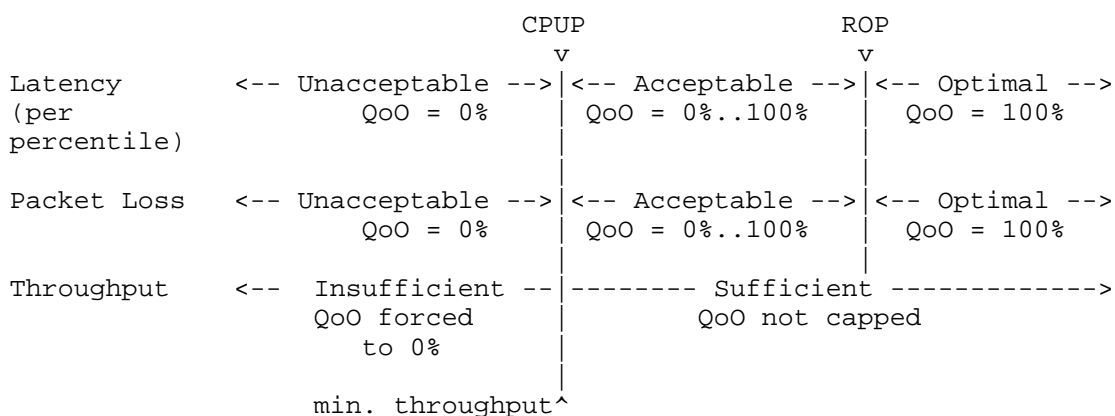 CPUP                    ROP
                                            v                      v
Latency          <-- Unacceptable -->|<-- Acceptable -->|<-- Optimal -->
(per                      QoO = 0%     | QoO = 0%..100%   |  QoO = 100%
percentile)                            |                  |
                                       |                  |
Packet Loss      <-- Unacceptable -->|<-- Acceptable -->|<-- Optimal -->
                          QoO = 0%     | QoO = 0%..100%   |  QoO = 100%
                                       |                  |
Throughput       <--  Insufficient --|-------- Sufficient ------------->
                      QoO forced       |        QoO not capped
                         to 0%         |
                                       |
                      min. throughput^